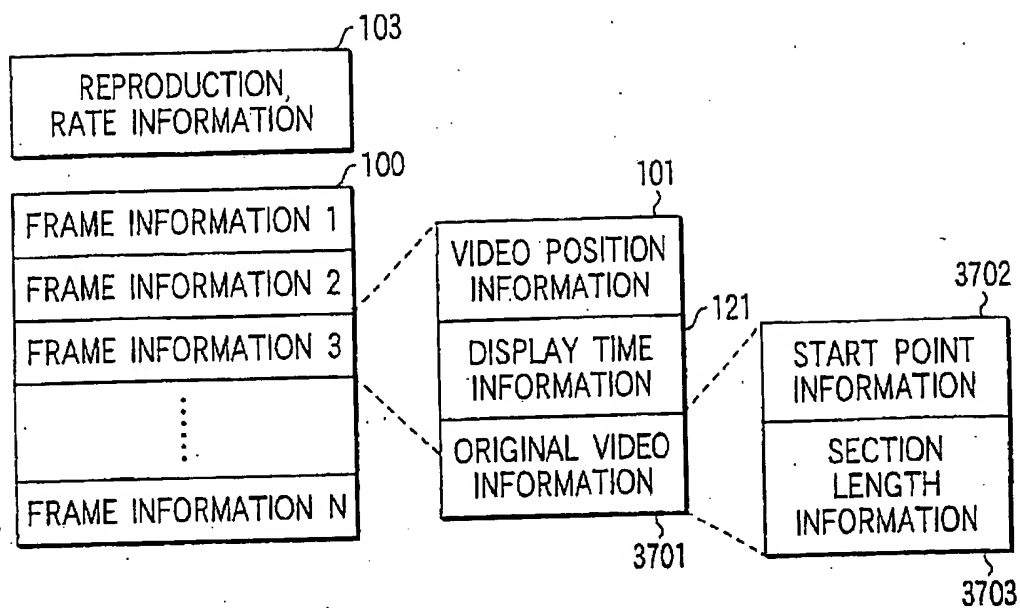 103
REPRODUCTION,
RATE INFORMATION
100
FRAME INFORMATION 1
FRAME INFORMATION 2
FRAME INFORMATION 3
FRAME INFORMATION N
101
VIDEO POSITION
INFORMATION
121
DISPLAY TIME
INFORMATION
ORIGINAL VIDEO
INFORMATION
3701
3702
START POINT
INFORMATION
SECTION
LENGTH
INFORMATION
3703